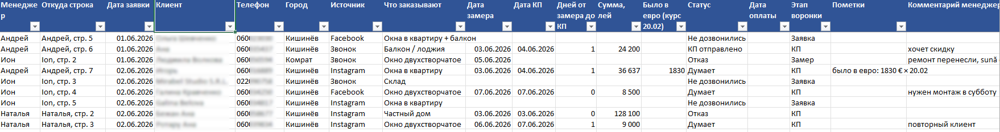 Менеджер Откуда строка Дата заявки Клиент Телефон Город Источник Что заказывают Дата замера Дата КП Дней от замера до КП Сумма, лей Было в евро (курс 20.02) Статус Дата оплаты Этап воронки Пометки Комментарий менеджер
Андрей Андрей, стр. 5 01.06.2026 060 Кишинёв Facebook Окна в квартиру + балкон Не дозвонились Заявка
Андрей Андрей, стр. 6 01.06.2026 060 Кишинёв Звонок Балкон / лоджия 03.06.2026 04.06.2026 1 24 200 КП отправлено КП хочет скидку
Ион Ion, стр. 2 01.06.2026 060 Комрат Звонок Окно двухстворчатое 05.06.2026 Отказ Замер ремонт перенесли, sună
Андрей Андрей, стр. 7 02.06.2026 060 Кишинёв Instagram Окна в квартиру 03.06.2026 04.06.2026 1 36 637 1830 Думает КП было в евро: 1830 € × 20.02
Ион Ion, стр. 3 02.06.2026 022 Кишинёв Звонок Склад Не дозвонились Заявка
Ион Ion, стр. 4 02.06.2026 060 Кишинёв Facebook Окно двухстворчатое 07.06.2026 07.06.2026 0 8 500 Думает КП нужен монтаж в субботу
Ион Ion, стр. 5 02.06.2026 060 Кишинёв Instagram Окна в квартиру Не дозвонились Заявка
Наталья Наталья, стр. 2 02.06.2026 060 Кишинёв Instagram Частный дом 03.06.2026 03.06.2026 0 128 100 Отказ КП
Наталья Наталья, стр. 3 02.06.2026 060 Кишинёв Instagram Окно двухстворчатое 06.06.2026 07.06.2026 1 9 000 Думает КП повторный клиент